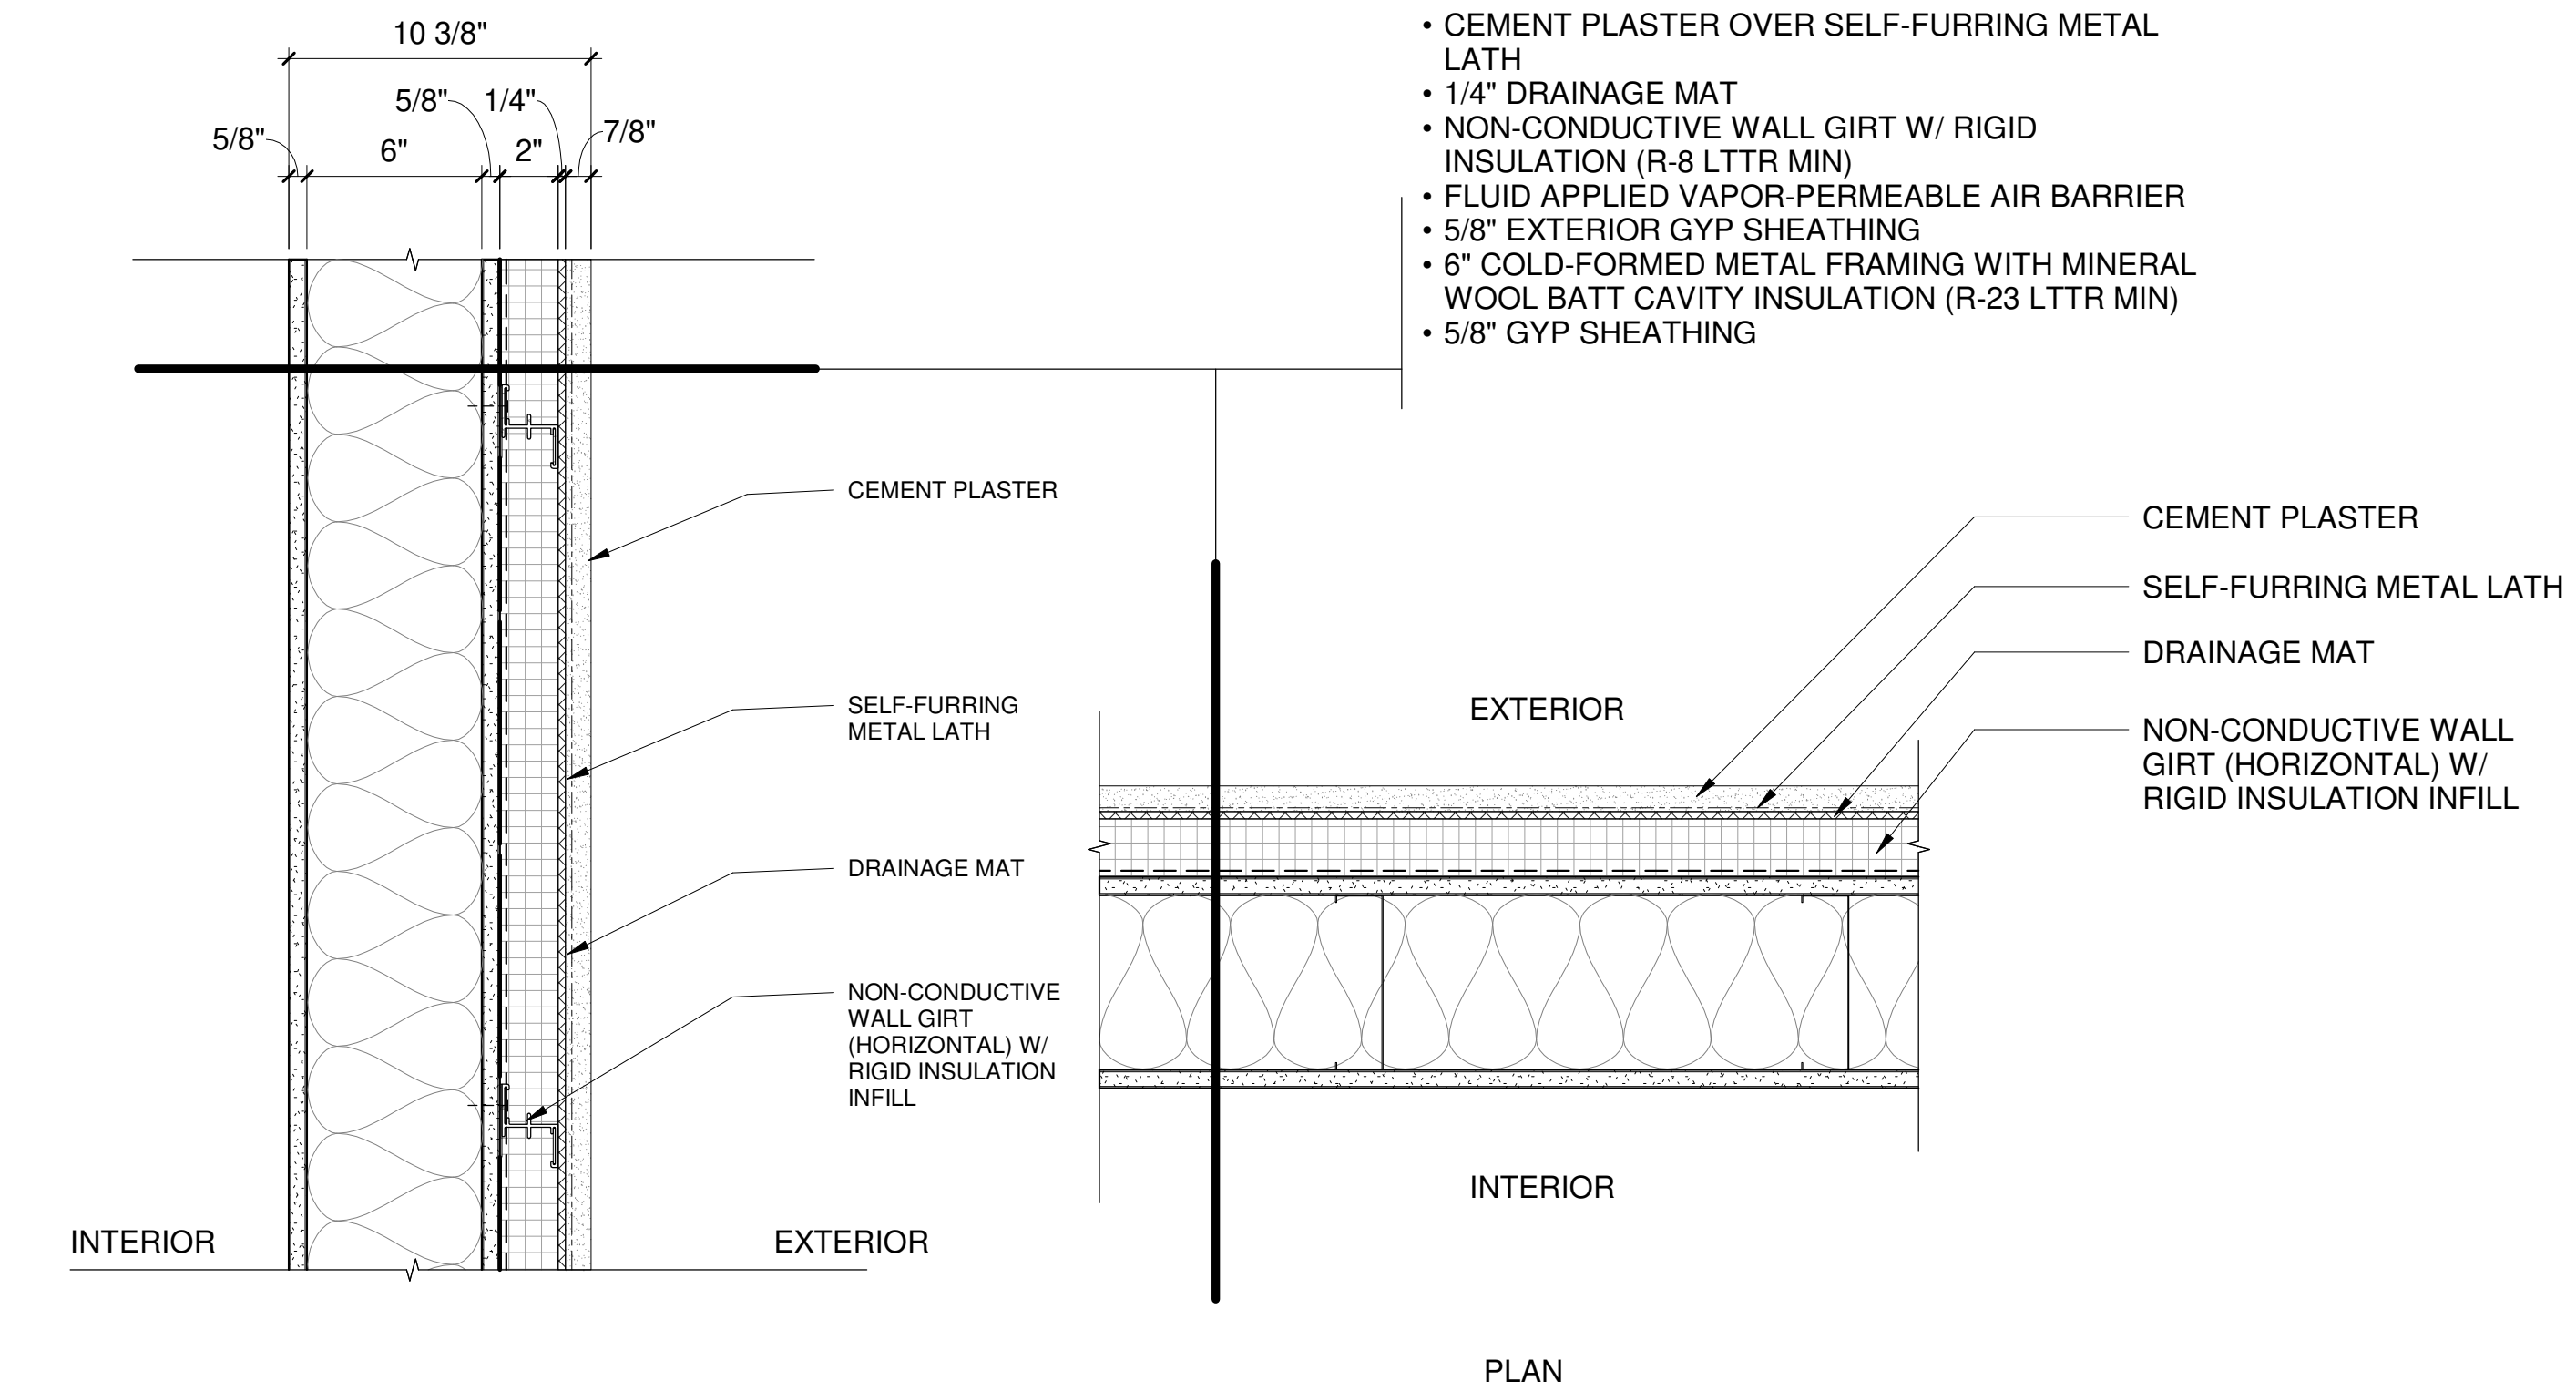 10 3/8"
5/8"
1/4"
5/8"
6"
2"
7/8"
• CEMENT PLASTER OVER SELF-FURRING METAL
LATH
• 1/4" DRAINAGE MAT
• NON-CONDUCTIVE WALL GIRT W/ RIGID
INSULATION (R-8 LTTR MIN)
• FLUID APPLIED VAPOR-PERMEABLE AIR BARRIER
• 5/8" EXTERIOR GYP SHEATHING
• 6" COLD-FORMED METAL FRAMING WITH MINERAL
WOOL BATT CAVITY INSULATION (R-23 LTTR MIN)
• 5/8" GYP SHEATHING
CEMENT PLASTER
SELF-FURRING
METAL LATH
DRAINAGE MAT
NON-CONDUCTIVE
WALL GIRT
(HORIZONTAL) W/
RIGID INSULATION
INFILL
INTERIOR
EXTERIOR
CEMENT PLASTER
SELF-FURRING METAL LATH
DRAINAGE MAT
NON-CONDUCTIVE WALL
GIRT (HORIZONTAL) W/
RIGID INSULATION INFILL
EXTERIOR
INTERIOR
PLAN